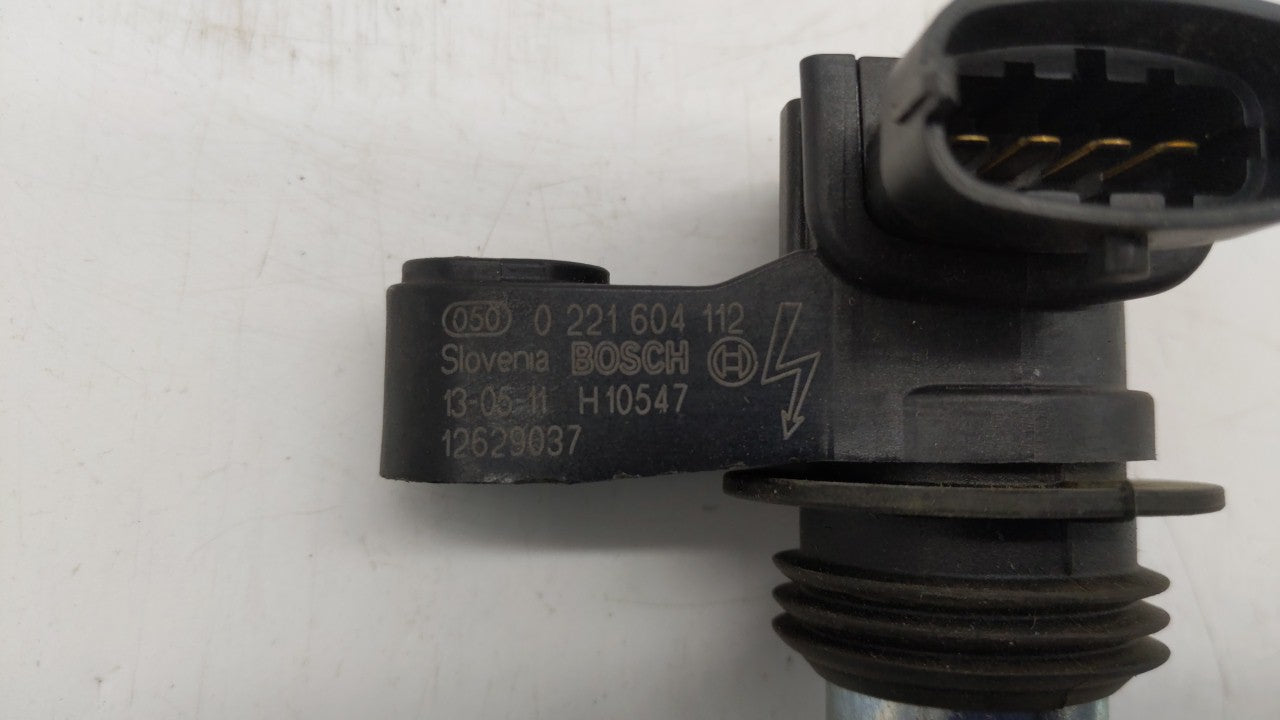 050 0 221 604 112
Slovenia BOSCH
13-05-11 H10547
12629037